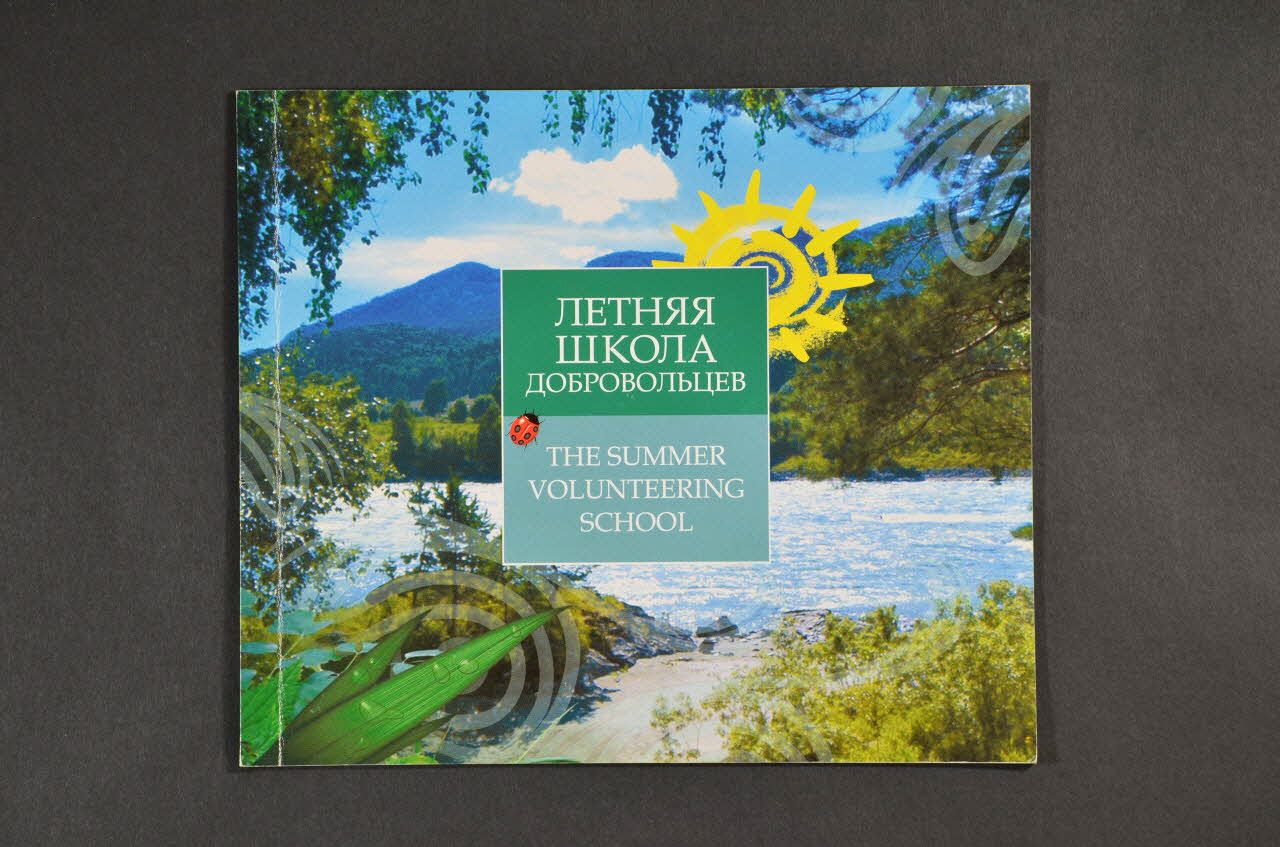 ЛЕТНЯЯ
ШКОЛА
ДОБРОВОЛЬЦЕВ
THE SUMMER
VOLUNTEERING
SCHOOL